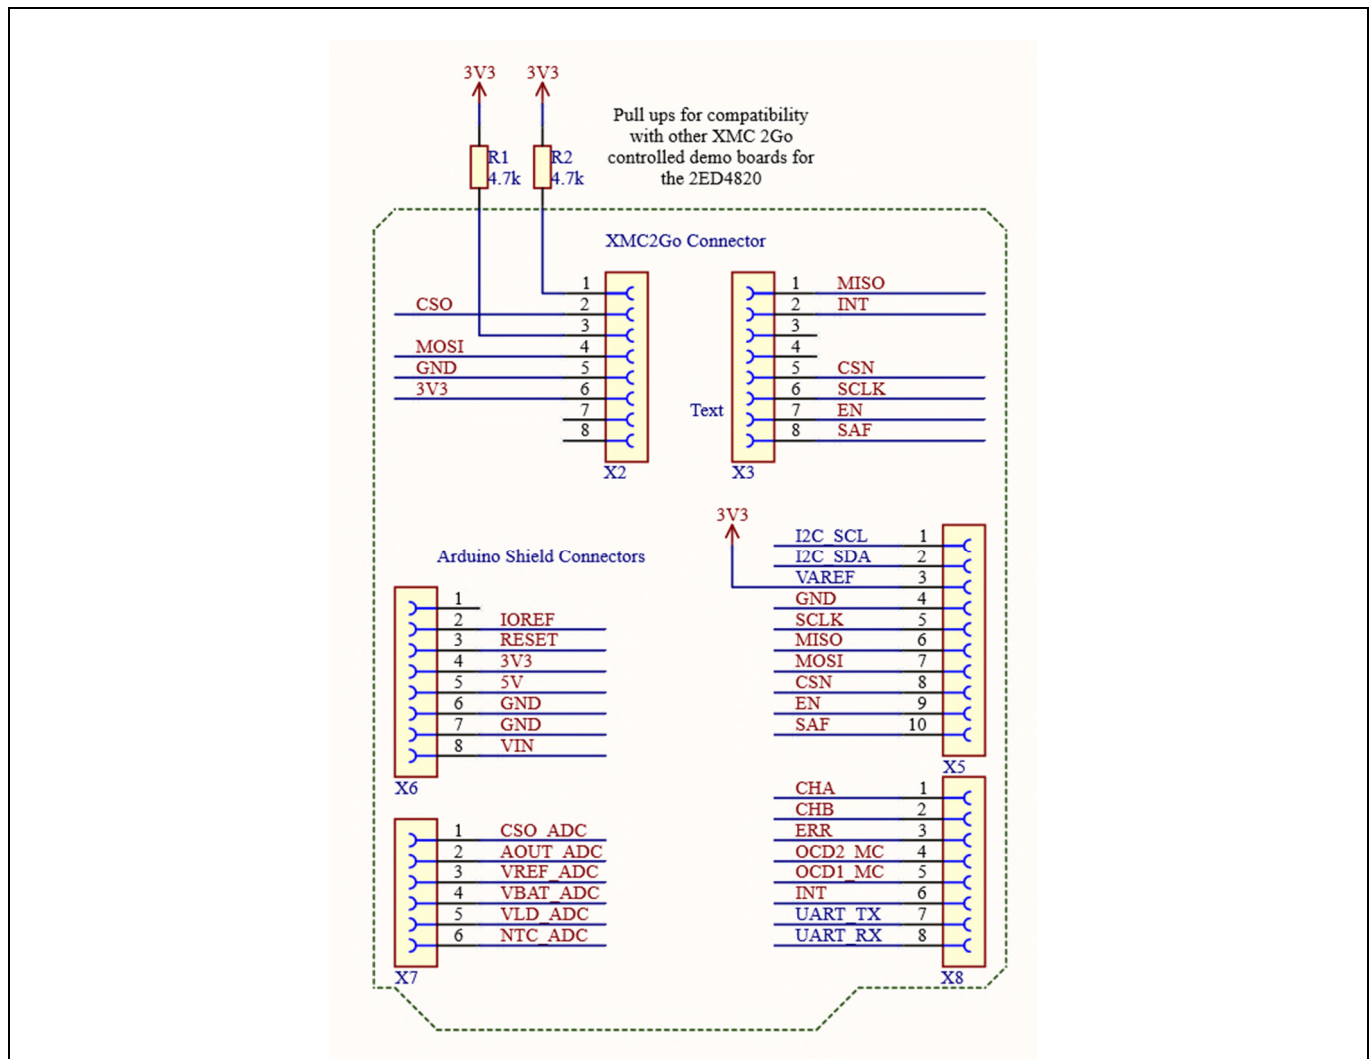 3V3 3V3
Pull ups for compatibility
with other XMC 2Go
controlled demo boards for
the 2ED4820
R1
4.7k
R2
4.7k
XMC2Go Connector
1
CSO 2
3
MOSI 4
GND 5
3V3 6
7
8
X2
1 MISO
2 INT
3
4
5 CSN
6 SCLK
7 EN
8 SAF
Text
X3
Arduino Shield Connectors
1
2 IOREF
3 RESET
4 3V3
5 5V
6 GND
7 GND
8 VIN
X6
3V3
I2C_SCL 1
I2C_SDA 2
VAREF 3
GND 4
SCLK 5
MISO 6
MOSI 7
CSN 8
EN 9
SAF 10
X5
1 CSO_ADC
2 AOUT_ADC
3 VREF_ADC
4 VBAT_ADC
5 VLD_ADC
6 NTC_ADC
X7
CHA 1
CHB 2
ERR 3
OCD2_MC 4
OCD1_MC 5
INT 6
UART_TX 7
UART_RX 8
X8